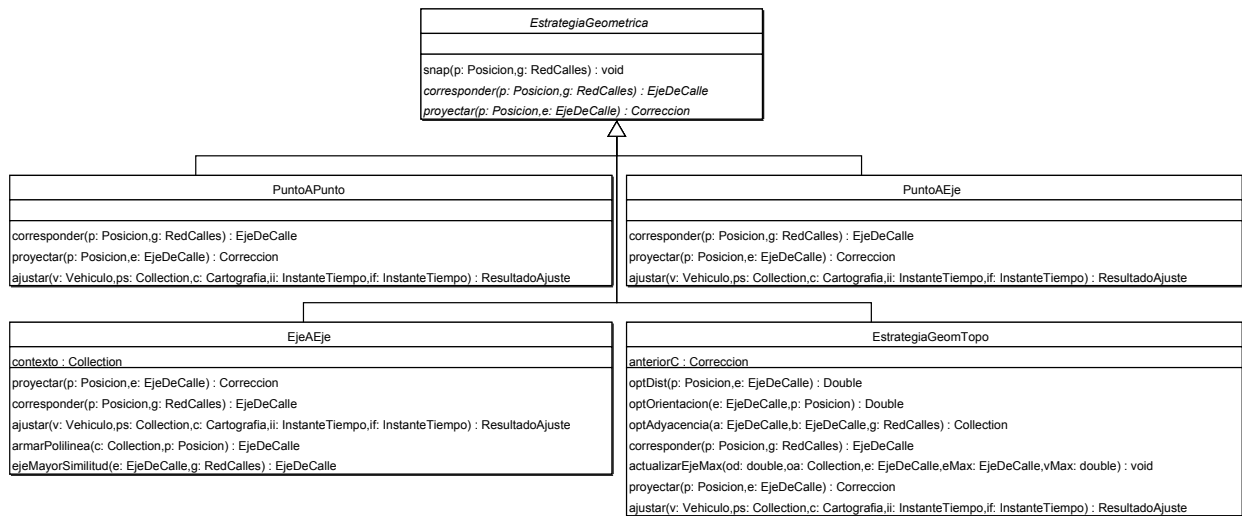 EstrategiaGeometrica
snap(p: Posicion,g: RedCalles) : void
corresponder(p: Posicion,g: RedCalles) : EjeDeCalle
proyectar(p: Posicion,e: EjeDeCalle) : Correccion
PuntoAPunto
corresponder(p: Posicion,g: RedCalles) : EjeDeCalle
proyectar(p: Posicion,e: EjeDeCalle) : Correccion
ajustar(v: Vehiculo,ps: Collection,c: Cartografia,ii: InstanteTiempo,if: InstanteTiempo) : ResultadoAjuste
PuntoAEje
corresponder(p: Posicion,g: RedCalles) : EjeDeCalle
proyectar(p: Posicion,e: EjeDeCalle) : Correccion
ajustar(v: Vehiculo,ps: Collection,c: Cartografia,ii: InstanteTiempo,if: InstanteTiempo) : ResultadoAjuste
EjeAEje
contexto : Collection
proyectar(p: Posicion,e: EjeDeCalle) : Correccion
corresponder(p: Posicion,g: RedCalles) : EjeDeCalle
ajustar(v: Vehiculo,ps: Collection,c: Cartografia,ii: InstanteTiempo,if: InstanteTiempo) : ResultadoAjuste
armarPolilinea(c: Collection,p: Posicion) : EjeDeCalle
ejeMayorSimilitud(e: EjeDeCalle,g: RedCalles) : EjeDeCalle
EstrategiaGeomTopo
anteriorC : Correccion
optDist(p: Posicion,e: EjeDeCalle) : Double
optOrientacion(e: EjeDeCalle,p: Posicion) : Double
optAdyacencia(a: EjeDeCalle,b: EjeDeCalle,g: RedCalles) : Collection
corresponder(p: Posicion,g: RedCalles) : EjeDeCalle
actualizarEjeMax(od: double,oa: Collection,e: EjeDeCalle,eMax: EjeDeCalle,vMax: double) : void
proyectar(p: Posicion,e: EjeDeCalle) : Correccion
ajustar(v: Vehiculo,ps: Collection,c: Cartografia,ii: InstanteTiempo,if: InstanteTiempo) : ResultadoAjuste